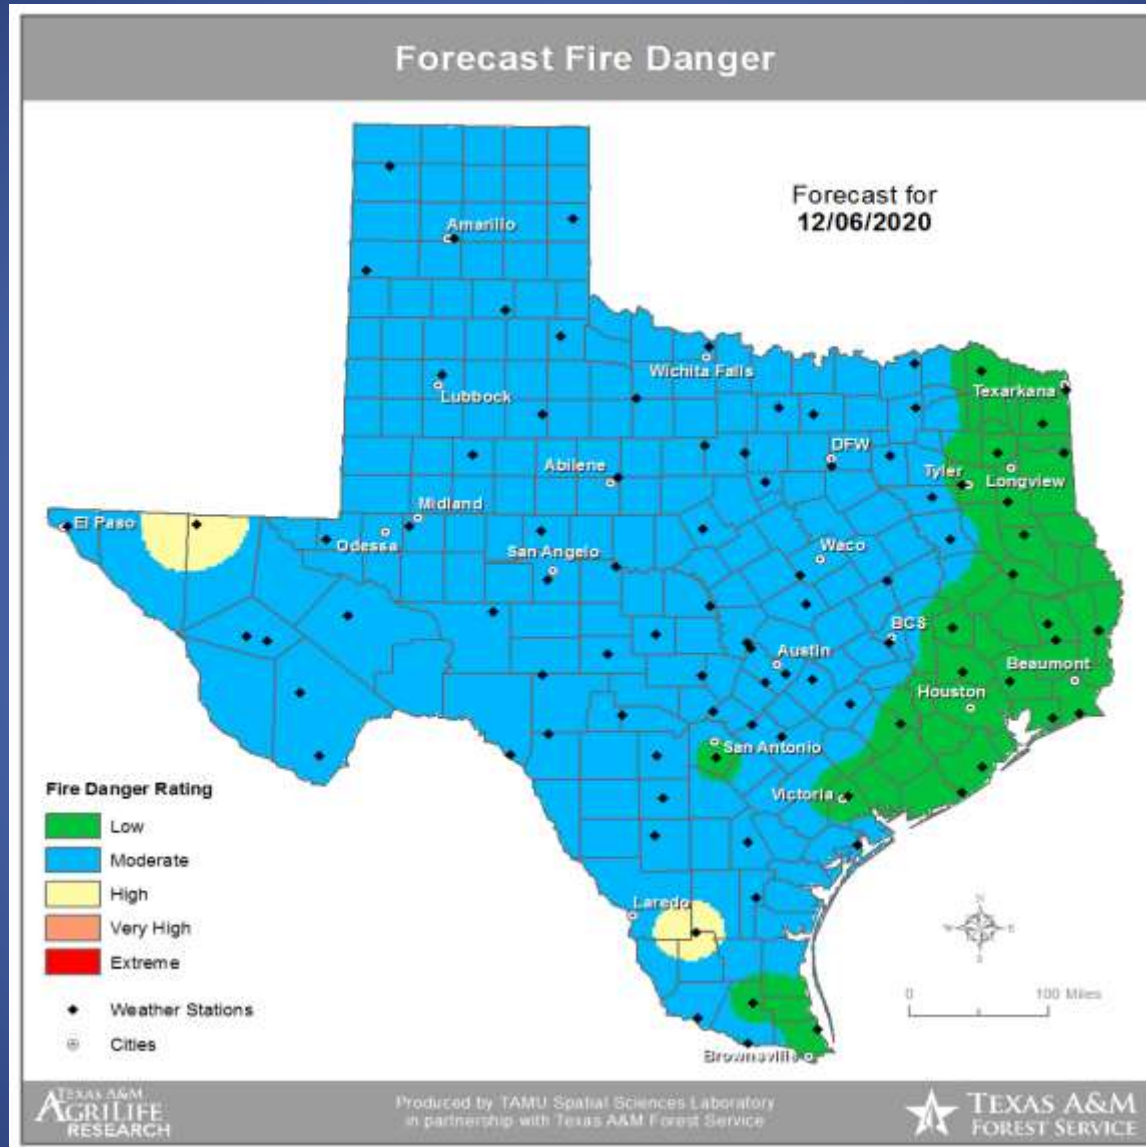 Forecast Fire Danger
Forecast for
12/06/2020
Amarillo
Wichita Falls
Texarkana
Lubbock
DFW
Abilene
Tyler
Longview
Midland
El Paso
Odessa
San Angelo
Waco
BCS
Austin
Beaumont
Houston
San Antonio
Victoria
Fire Danger Rating
Low
Moderate
High
Laredo
Very High
Extreme
N
W
E
S
0
100 Miles
Weather Stations
Cities
Brownsville
TEXAS A&M
AGRILIFE
RESEARCH
Produced by TAMU Spatial Sciences Laboratory
in partnership with Texas A&M Forest Service
TEXAS A&M
FOREST SERVICE